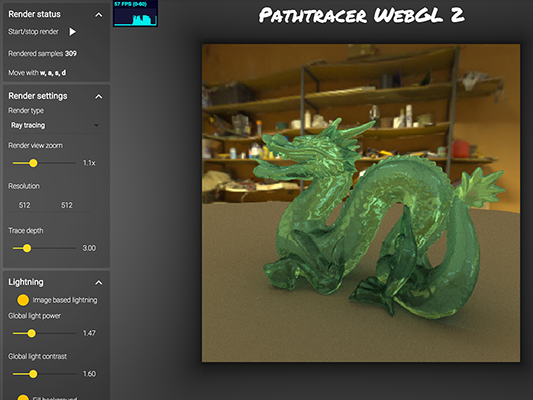 Render status
Start/stop render
Rendered samples 309
Move with w, a, s, d
Render settings
Render type
Ray tracing
Render view zoom
1.1x
Resolution
512 512
Trace depth
3.00
Lightning
Image based lightning
Global light power
1.47
Global light contrast
1.60
Fill background
57 FPS (0-60)
Pathtracer WebGL 2